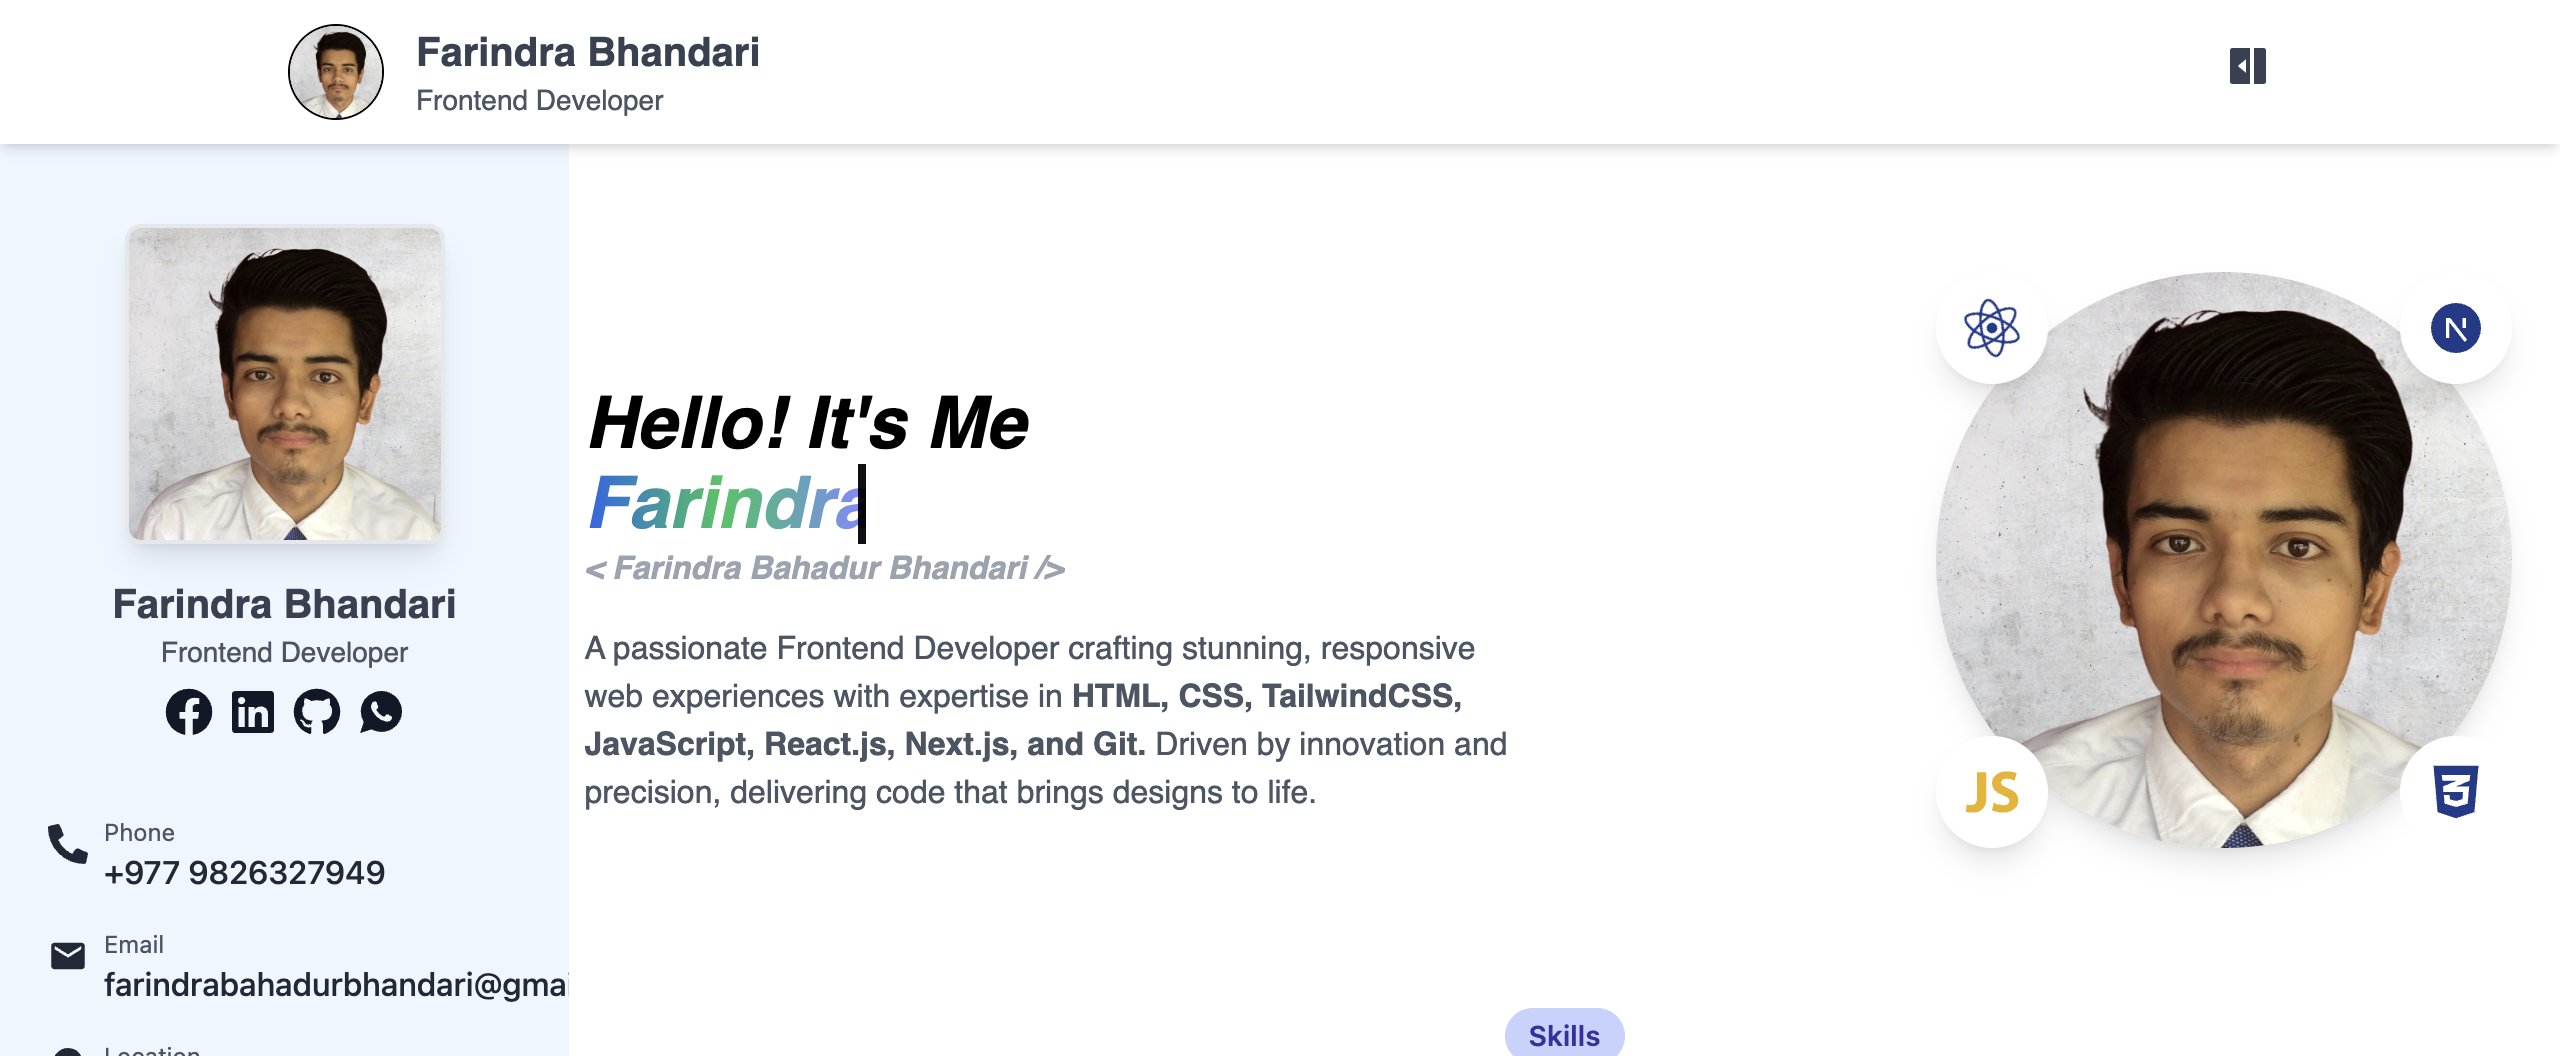 Farindra Bhandari
Frontend Developer
Farindra Bhandari
Frontend Developer
Phone
+977 9826327949
Email
farindrabahadurbhandari@gmai
Location
Hello! It's Me
Farindra
< Farindra Bahadur Bhandari />
A passionate Frontend Developer crafting stunning, responsive
web experiences with expertise in HTML, CSS, TailwindCSS,
JavaScript, React.js, Next.js, and Git. Driven by innovation and
precision, delivering code that brings designs to life.
N
JS
3
Skills